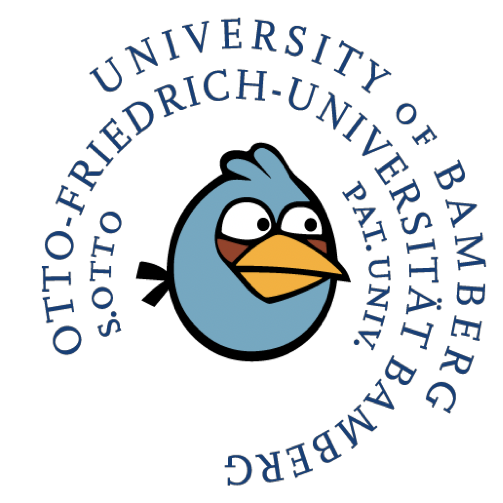 UNIVERSITY OF BAMBERG
OTTO-FRIEDRICH-UNIVERSITÄT BAMBERG
S.OTTO
PAT.UNIV.